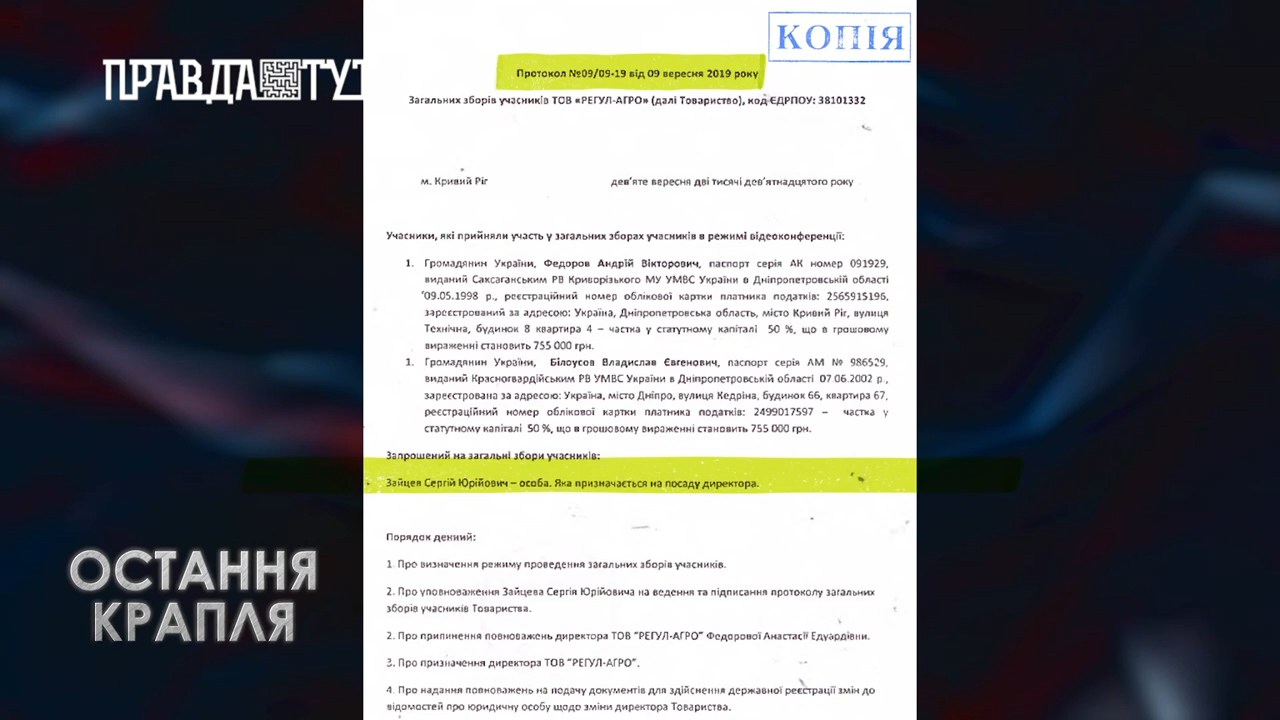 КОПІЯ
ПРАВДА ТУТ
Протокол №09/09-19 від 09 вересня 2019 року
Загальних зборів учасників ТОВ «РЕГУЛ-АГРО» (далі Товариство), код ЄДРПОУ: 38101332
м. Кривий Ріг дев'яте вересня дві тисячі дев'ятнадцятого року
Учасники, які прийняли участь у загальних зборах учасників в режимі відеоконференції:
1. Громадянин України, Федоров Андрій Вікторович, паспорт серія АК номер 091929,
виданий Саксаганським РВ Криворізького МУ УМВС України в Дніпропетровській області
09.05.1998 р., реєстраційний номер облікової картки платника податків: 2565915196,
зареєстрований за адресою: Україна, Дніпропетровська область, місто Кривий Ріг, вулиця
Технічна, будинок 8 квартира 4 – частка у статутному капіталі 50 %, що в грошовому
вираженні становить 755 000 грн.
1. Громадянин України, Білоусов Владислав Євгенович, паспорт серія АМ № 986529,
виданий Красногвардійським РВ УМВС України в Дніпропетровській області 07.06.2002 р.,
зареєстрована за адресою: Україна, місто Дніпро, вулиця Кедріна, будинок 66, квартира 67,
реєстраційний номер облікової картки платника податків: 2499017597 – частка у
статутному капіталі 50 %, що в грошовому вираженні становить 755 000 грн.
Запрошений на загальні збори учасників:
Зайцев Сергій Юрійович – особа. Яка призначається на посаду директора.
Порядок денний:
1. Про визначення режиму проведення загальних зборів учасників.
2. Про уповноваження Зайцева Сергія Юрійовича на ведення та підписання протоколу загальних
зборів учасників Товариства.
2. Про припинення повноважень директора ТОВ "РЕГУЛ-АГРО" Федорової Анастасії Едуардівни.
3. Про призначення директора ТОВ "РЕГУЛ-АГРО".
4. Про надання повноважень на подачу документів для здійснення державної реєстрації змін до
відомостей про юридичну особу щодо зміни директора Товариства.
ОСТАННЯ
КРАПЛЯ